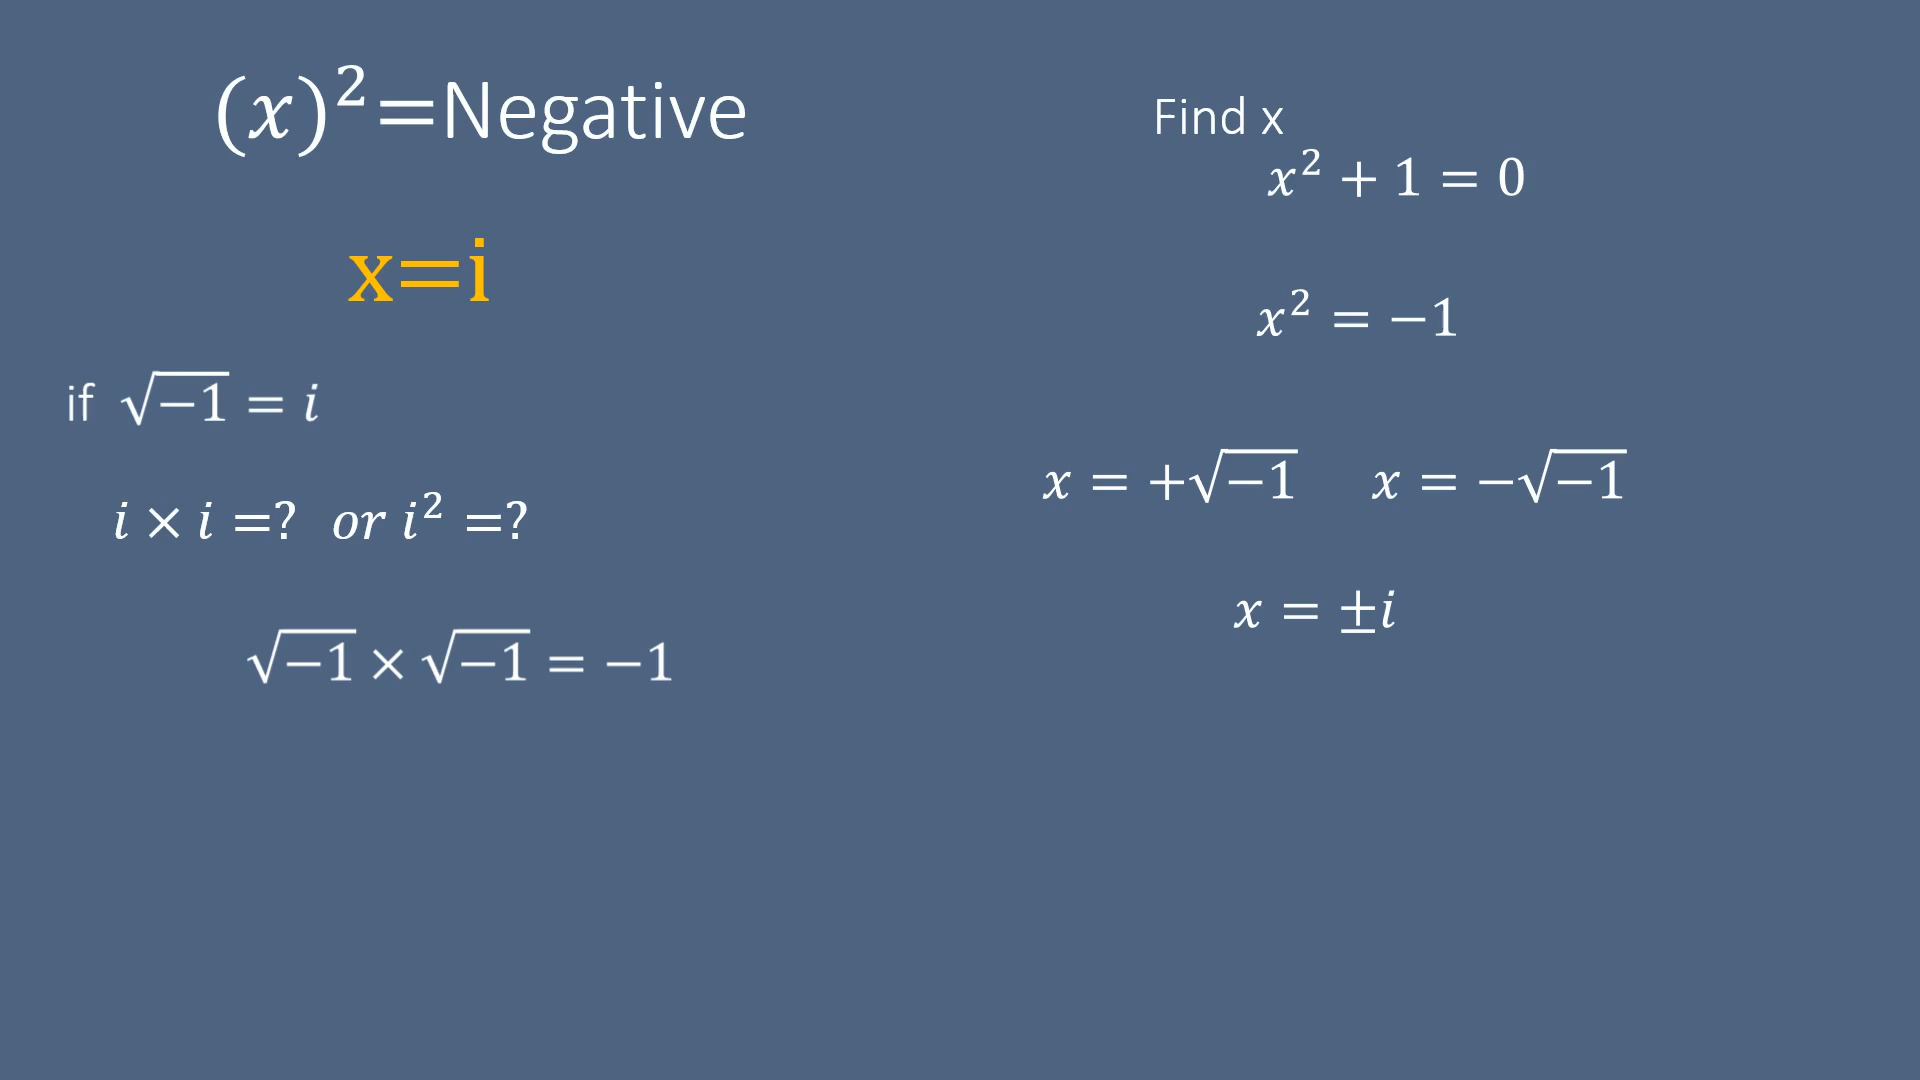 (x)²=Negative
x=i
if √-1 = i
i × i =? or i² =?
√-1 × √-1 = -1
Find x
x² + 1 = 0
x² = -1
x = +√-1 x = -√-1
x = ±i